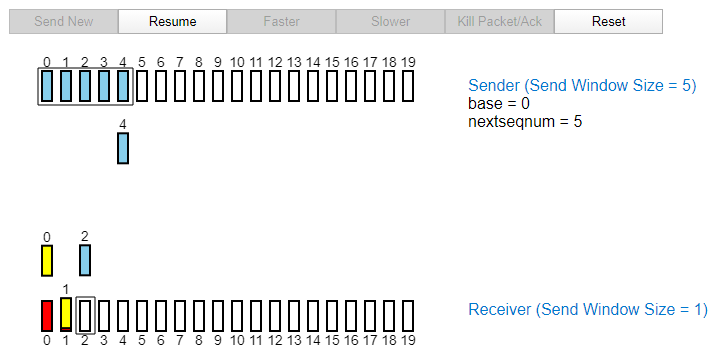 Send New Resume Faster Slower Kill Packet/Ack Reset
0 1 2 3 4 5 6 7 8 9 10 11 12 13 14 15 16 17 18 19
Sender (Send Window Size = 5)
base = 0
nextseqnum = 5
4
0 2
1
Receiver (Send Window Size = 1)
0 1 2 3 4 5 6 7 8 9 10 11 12 13 14 15 16 17 18 19